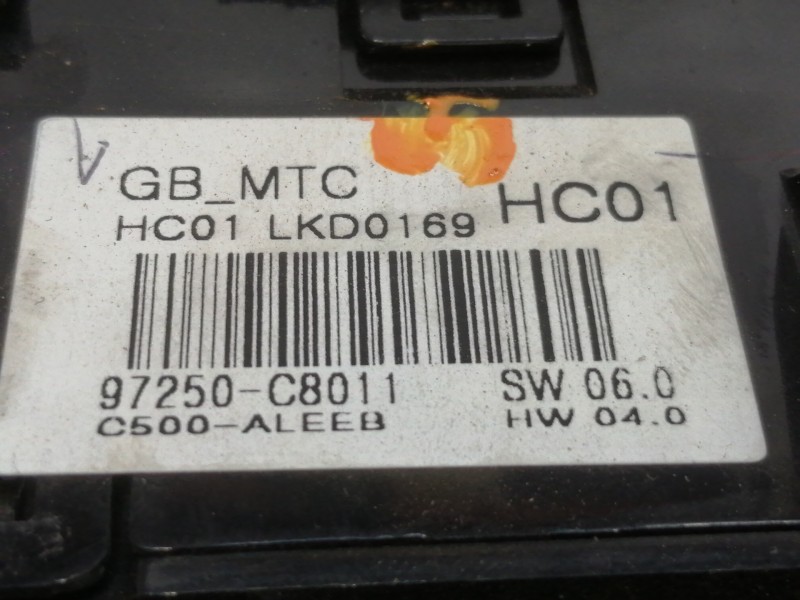 GB_MTC
HC01
HC01 LKD0169
97250-C8011 SW 06.0
C500-ALEEB HW 04.0